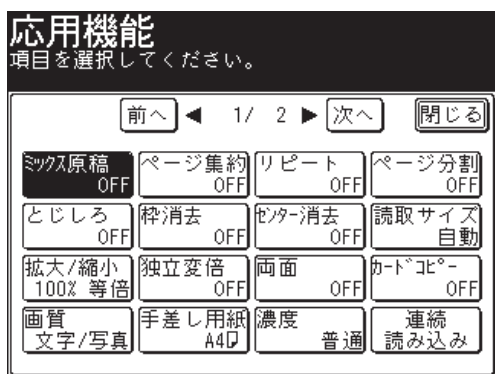 応用機能
項目を選択してください。
前へ ◀ 1/ 2 ▶ 次へ 閉じる
ミックス原稿 ページ集約 リピート ページ分割
OFF OFF OFF OFF
とじしろ 枠消去 センター消去 読取サイズ
OFF OFF OFF 自動
拡大/縮小 独立変倍 両面 カードコピー
100% 等倍 OFF OFF OFF
画質 手差し用紙 濃度 連続
文字/写真 A4 普通 読み込み